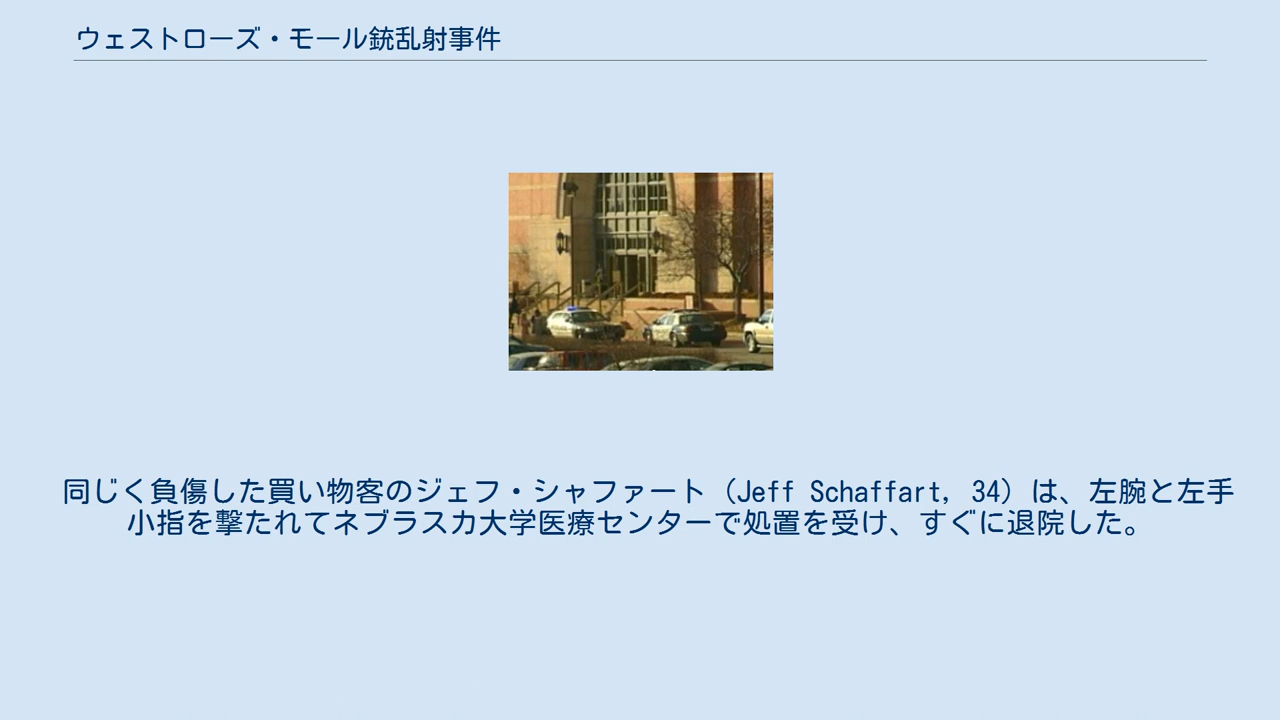 ウェストローズ・モール銃乱射事件
同じく負傷した買い物客のジェフ・シャファート（Jeff Schaffart, 34）は、左腕と左手
小指を撃たれてネブラスカ大学医療センターで処置を受け、すぐに退院した。